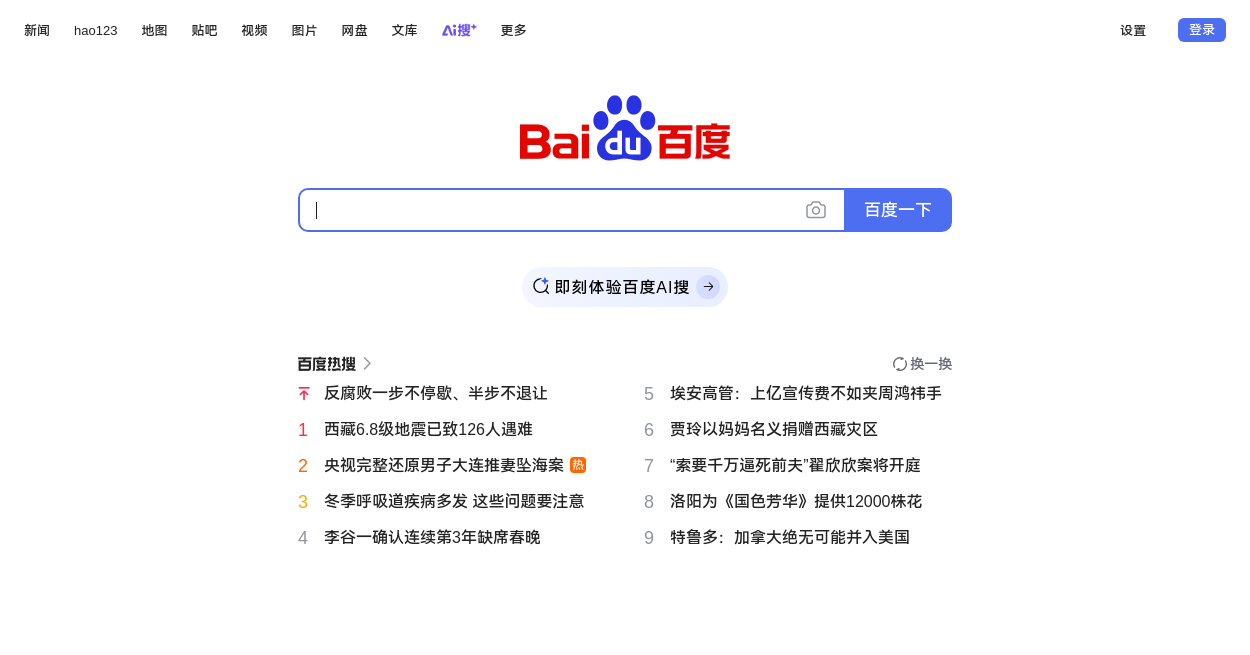 新闻 hao123 地图 贴吧 视频 图片 网盘 文库 Ai搜+ 更多 设置 登录
Bai du 百度
百度一下
即刻体验百度AI搜
百度热搜 换一换
反腐败一步不停歇、半步不退让
1 西藏6.8级地震已致126人遇难
2 央视完整还原男子大连推妻坠海案 热
3 冬季呼吸道疾病多发 这些问题要注意
4 李谷一确认连续第3年缺席春晚
5 埃安高管：上亿宣传费不如夹周鸿祎手
6 贾玲以妈妈名义捐赠西藏灾区
7 “索要千万逼死前夫”翟欣欣案将开庭
8 洛阳为《国色芳华》提供12000株花
9 特鲁多：加拿大绝无可能并入美国